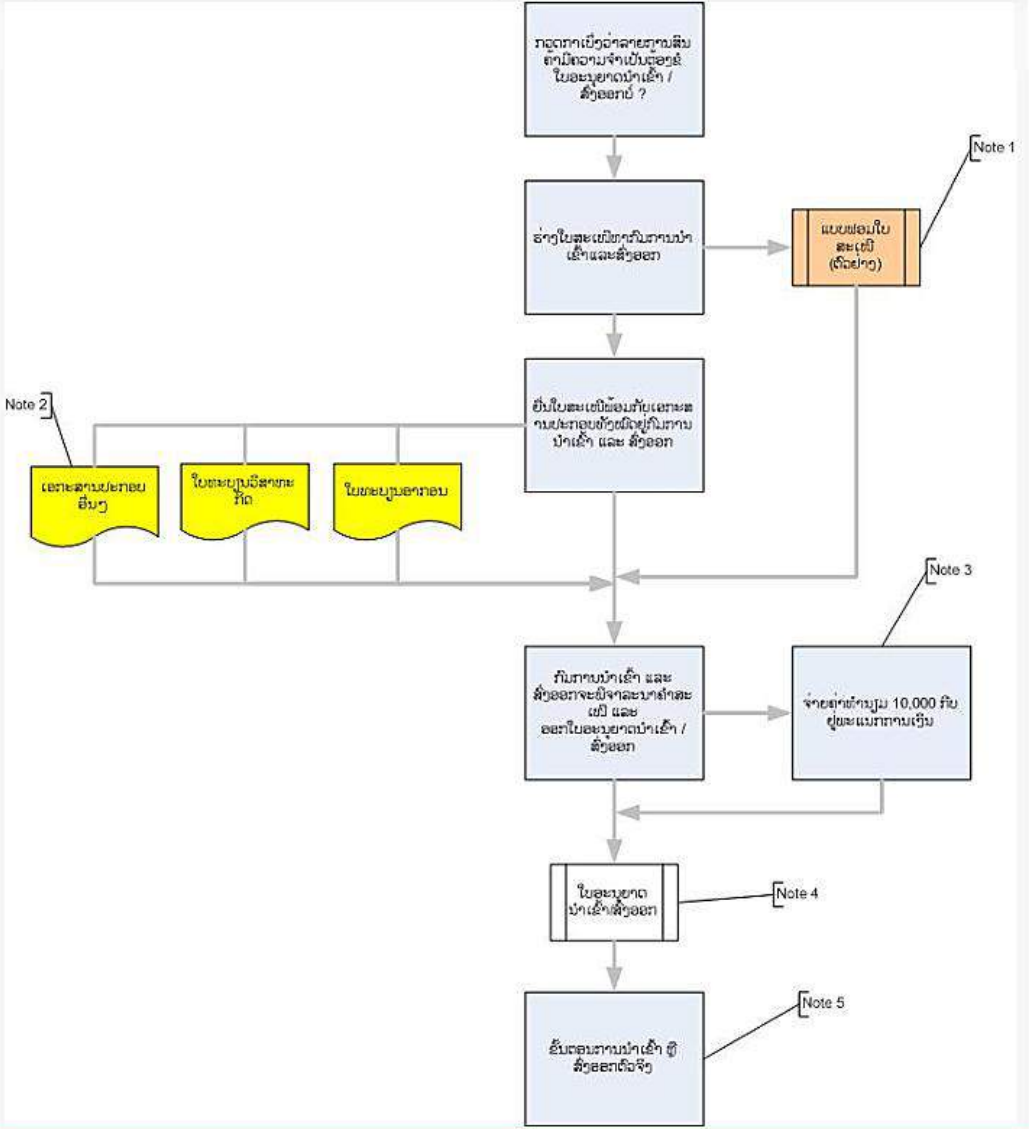 ກວດກາເບິ່ງວ່າລາຍການສິນ
ຄ້າມີຄວາມຈຳເປັນຕ້ອງຂໍ
ໃບອະນຸຍາດນຳເຂົ້າ /
ສົ່ງອອກບໍ່ ?
Note 1
ຮ່າງໃບສະເໜີຫາກົມການນຳ
ເຂົ້າແລະສົ່ງອອກ
ແບບຟອມໃບ
ສະເໜີ
(ຕົວຢ່າງ)
Note 2
ຍື່ນໃບສະເໜີພ້ອມກັບເອກະສ
ານປະກອບທັງໝົດຢູ່ກົມການ
ນຳເຂົ້າ ແລະ ສົ່ງອອກ
ເອກະສານປະກອບ
ອື່ນໆ
ໃບທະບຽນວິສາຫະ
ກິດ
ໃບທະບຽນອາກອນ
Note 3
ກົມການນຳເຂົ້າ ແລະ
ສົ່ງອອກຈະພິຈາລະນາຄຳສະ
ເໜີ ແລະ
ອອກໃບອະນຸຍາດນຳເຂົ້າ /
ສົ່ງອອກ
ຈ່າຍຄ່າທຳນຽມ 10,000 ກີບ
ຢູ່ພະແນກການເງິນ
ໃບອະນຸຍາດ
ນຳເຂົ້າ/ສົ່ງອອກ
Note 4
ຂັ້ນຕອນການນຳເຂົ້າ ຫຼື
ສົ່ງອອກຕົວຈິງ
Note 5